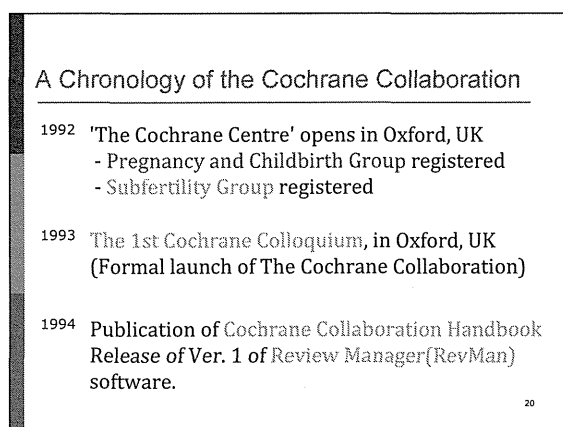 A Chronology of the Cochrane Collaboration
1992 'The Cochrane Centre' opens in Oxford, UK
- Pregnancy and Childbirth Group registered
- Subfertility Group registered
1993 The 1st Cochrane Colloquium, in Oxford, UK
(Formal launch of The Cochrane Collaboration)
1994 Publication of Cochrane Collaboration Handbook
Release of Ver. 1 of Review Manager(RevMan)
software.
20